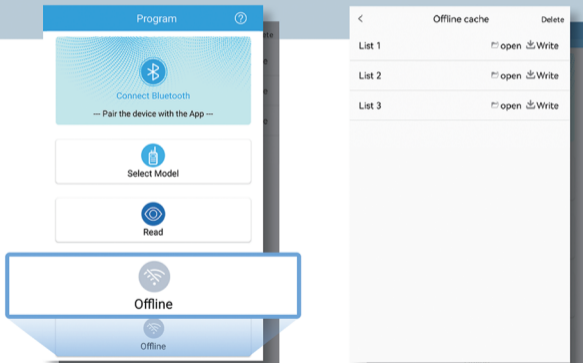 Program
Connect Bluetooth
--- Pair the device with the App ---
Select Model
Read
Offline
Offline
Offline cache
Delete
List 1
open
Write
List 2
open
Write
List 3
open
Write